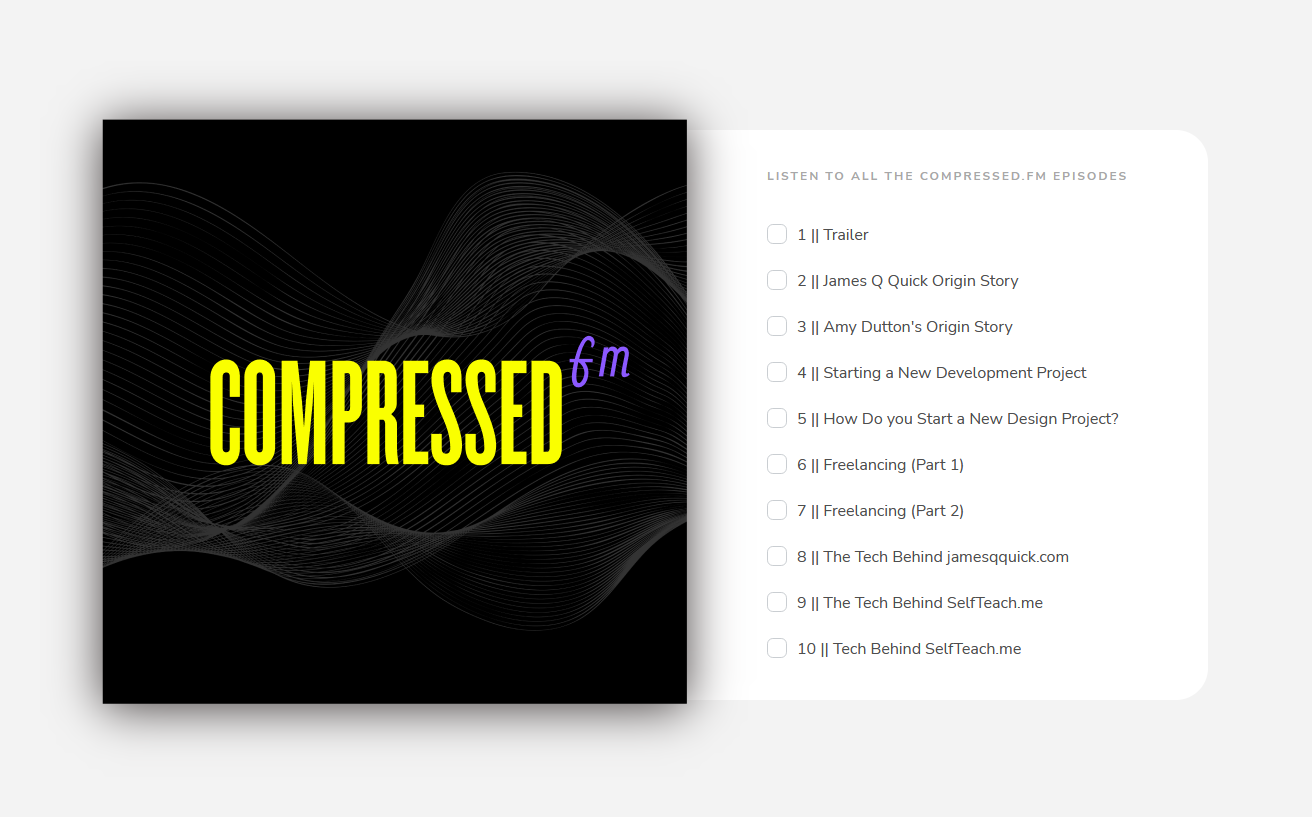 COMPRESSED fm
LISTEN TO ALL THE COMPRESSED.FM EPISODES
1 || Trailer
2 || James Q Quick Origin Story
3 || Amy Dutton's Origin Story
4 || Starting a New Development Project
5 || How Do you Start a New Design Project?
6 || Freelancing (Part 1)
7 || Freelancing (Part 2)
8 || The Tech Behind jamesqquick.com
9 || The Tech Behind SelfTeach.me
10 || Tech Behind SelfTeach.me